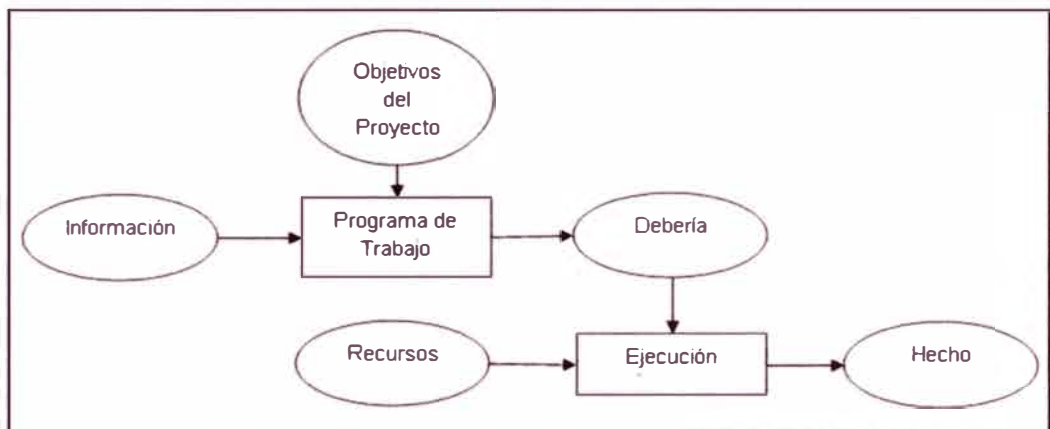 Objetivos
del
Proyecto
Información
Programa de
Trabajo
Debería
Recursos
Ejecución
Hecho